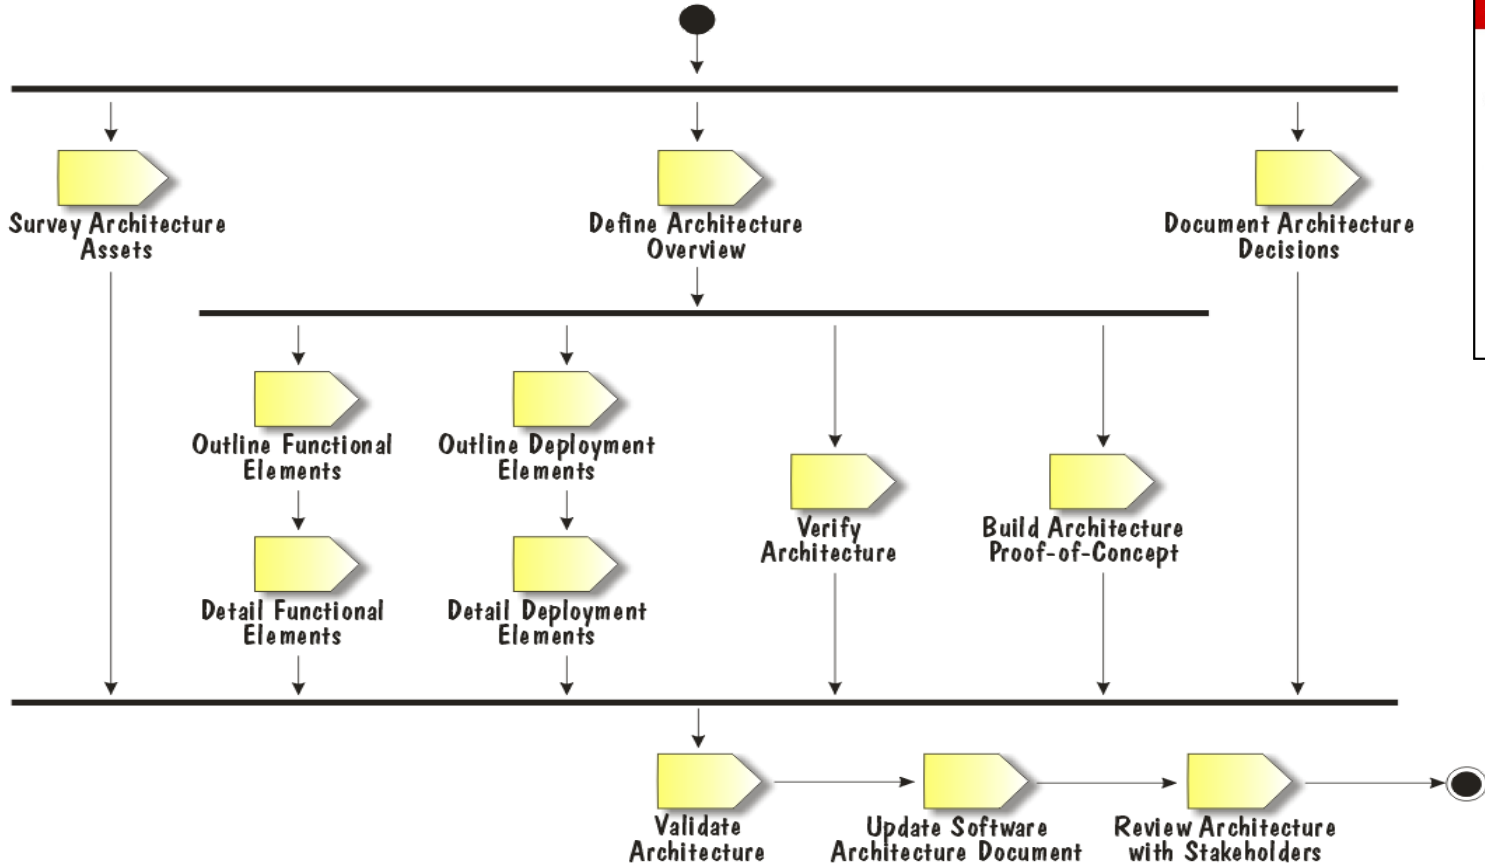 Survey Architecture
Assets
Define Architecture
Overview
Document Architecture
Decisions
Outline Functional
Elements
Outline Deployment
Elements
Verify
Architecture
Build Architecture
Proof-of-Concept
Detail Functional
Elements
Detail Deployment
Elements
Validate
Architecture
Update Software
Architecture Document
Review Architecture
with Stakeholders